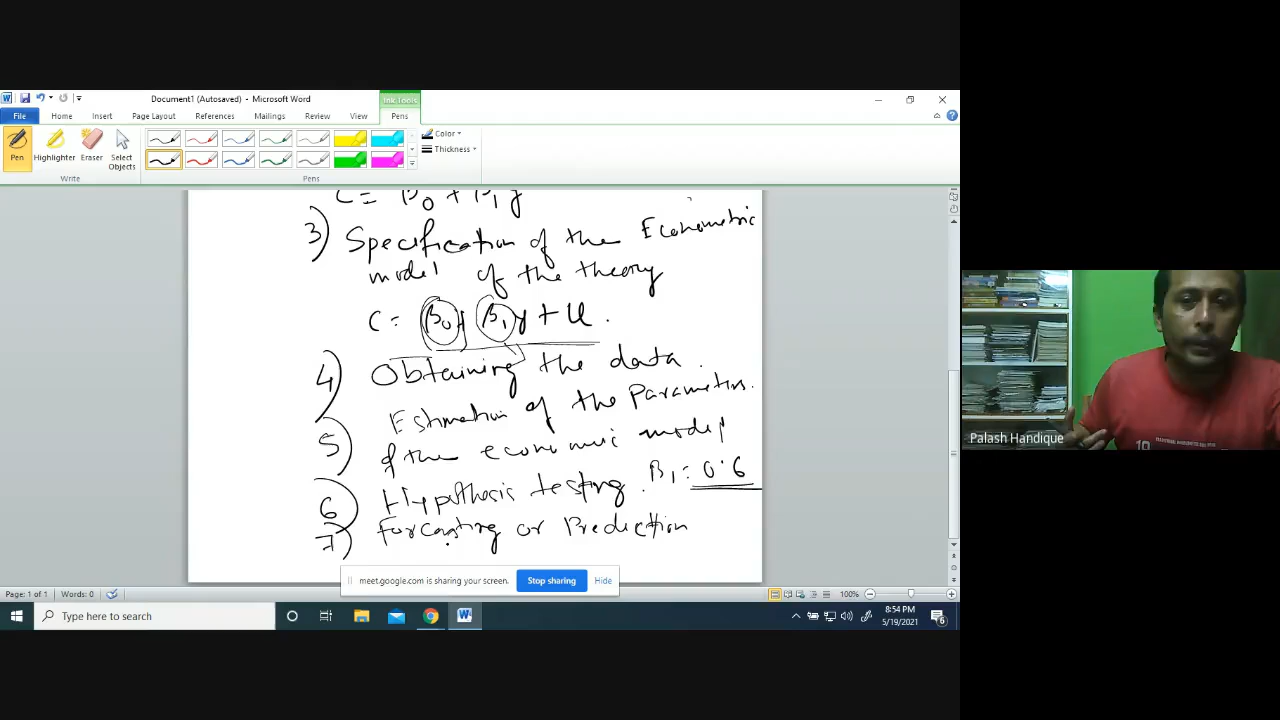 Document1 (Autosaved) - Microsoft Word
Ink Tools
File Home Insert Page Layout References Mailings Review View Pens
Pen Highlighter Eraser Select Objects
Color
Thickness
Write
Pens
C = β0 + β1y
3) Specification of the Econometric
model of the theory
C = β0 + β1y + u .
4) Obtaining the data .
5) Estimation of the Parameters.
of the economic model
6) Hypothesis testing . β1 = 0.6
7) Forcasting or Prediction
Palash Handique
meet.google.com is sharing your screen. Stop sharing Hide
Page: 1 of 1 Words: 0 100%
Type here to search
8:54 PM
5/19/2021
6